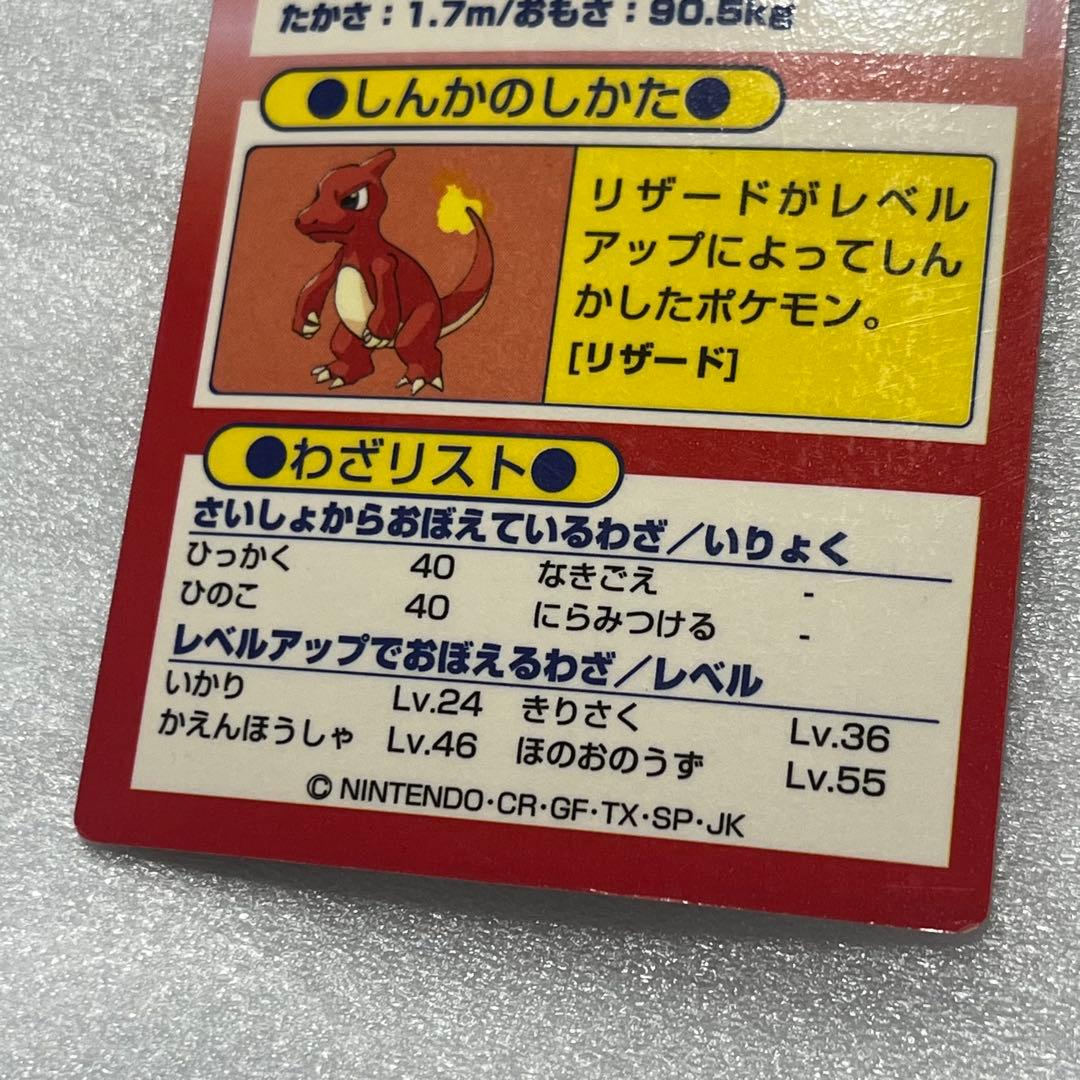 たかさ：1.7m/おもさ：90.5kg
●しんかのしかた●
リザードがレベル
アップによってしん
かしたポケモン。
[リザード]
●わざリスト●
さいしょからおぼえているわざ／いりょく
ひっかく 40 なきごえ -
ひのこ 40 にらみつける -
レベルアップでおぼえるわざ／レベル
いかり Lv.24 きりさく Lv.36
かえんほうしゃ Lv.46 ほのおのうず Lv.55
© NINTENDO・CR・GF・TX・SP・JK